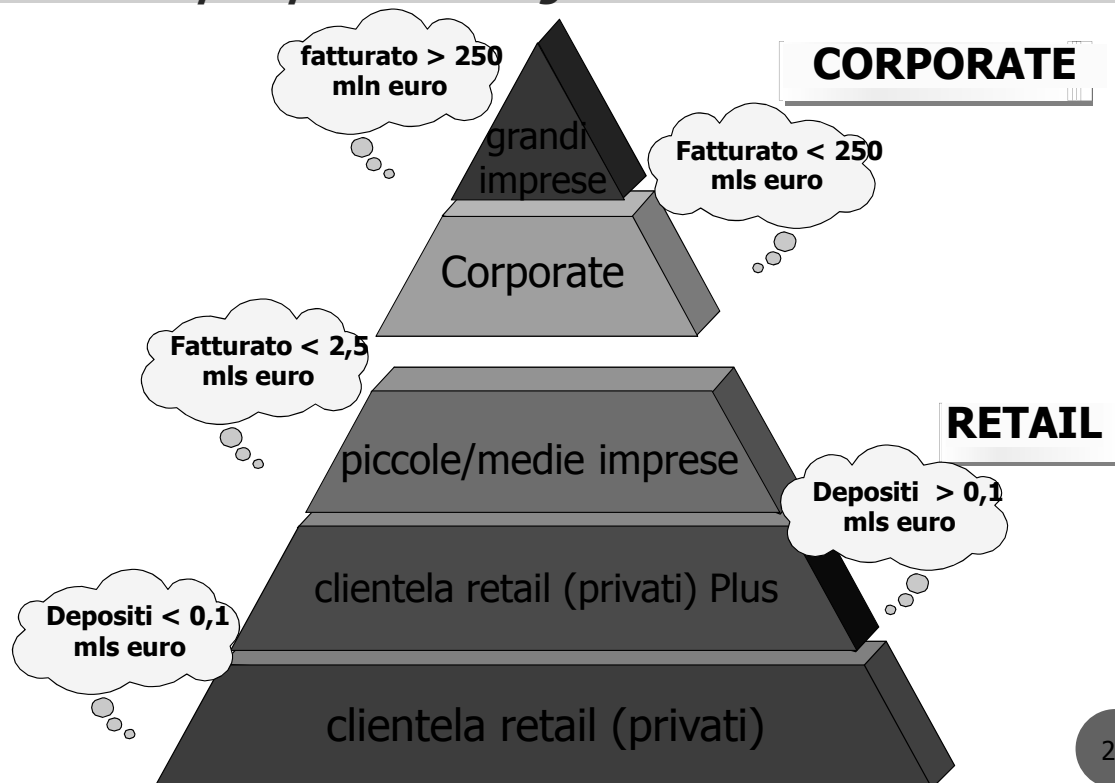 fatturato > 250
mln euro
CORPORATE
grandi
imprese
Fatturato < 250
mls euro
Corporate
Fatturato < 2,5
mls euro
RETAIL
piccole/medie imprese
Depositi > 0,1
mls euro
clientela retail (privati) Plus
Depositi < 0,1
mls euro
clientela retail (privati)
2